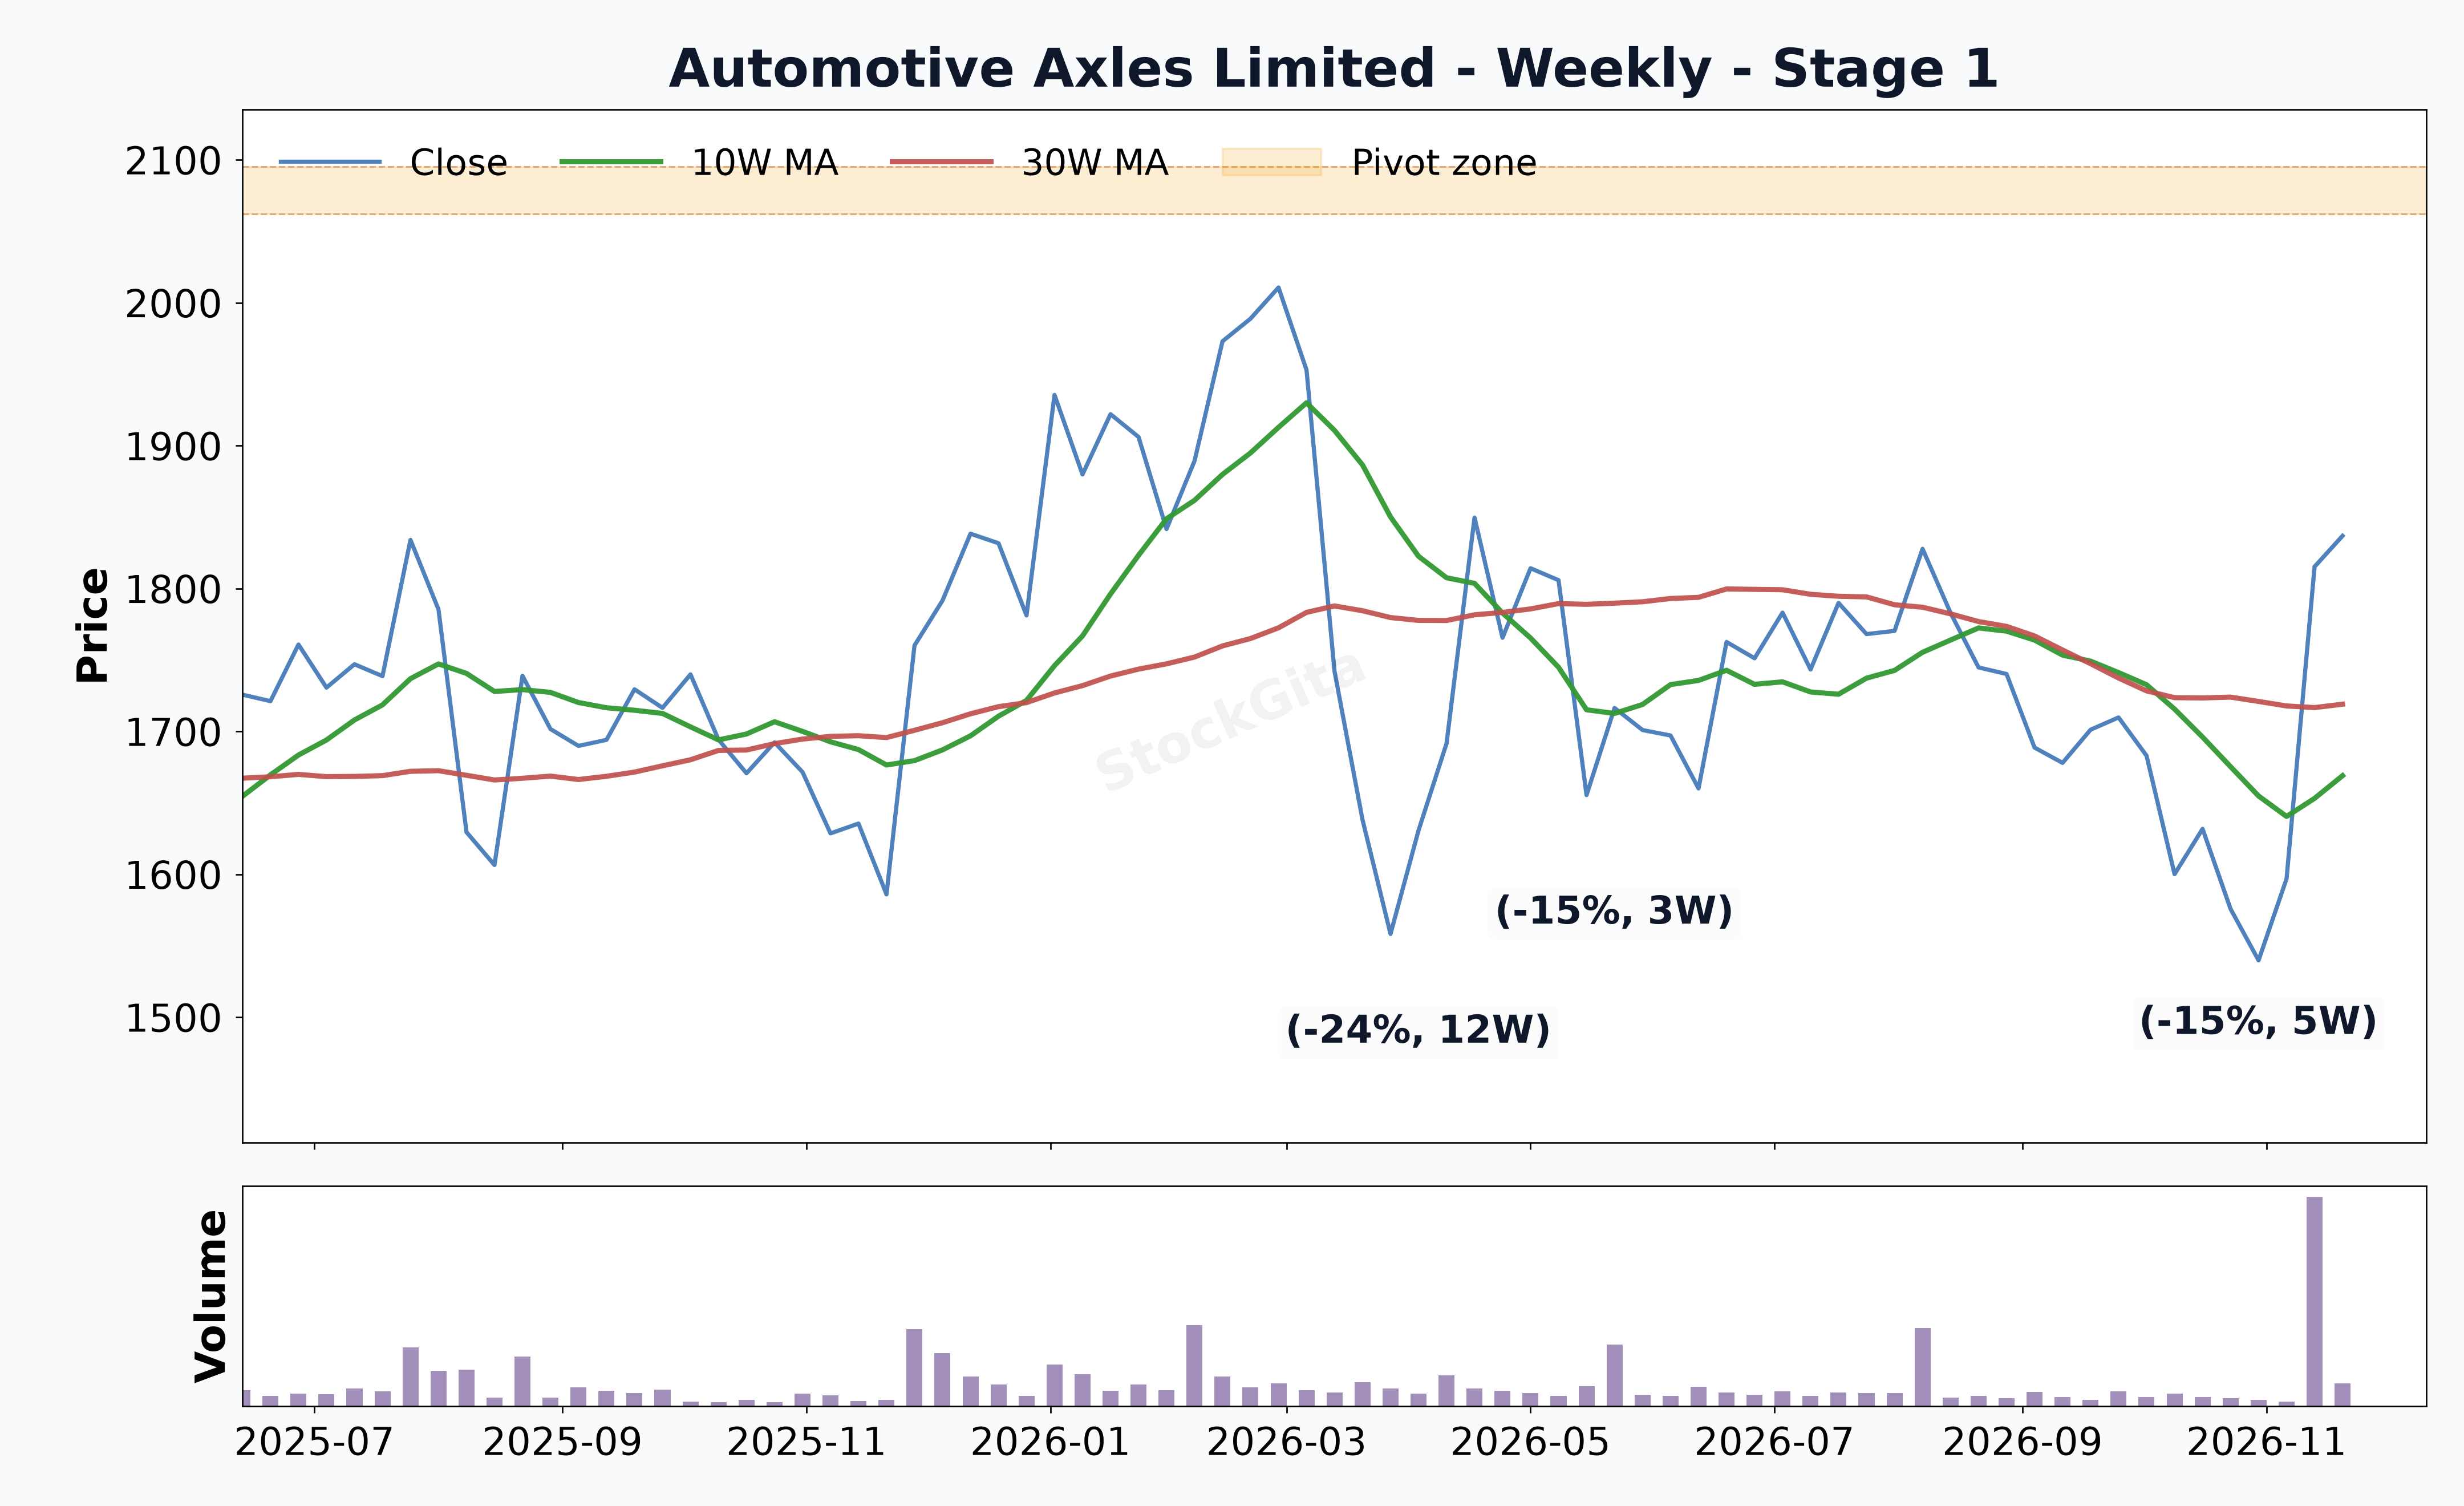 Automotive Axles Limited - Weekly - Stage 1
Close 10W MA 30W MA Pivot zone
2100
2000
1900
1800
1700
1600
1500
Price
StockGita
(-15%, 3W)
(-24%, 12W)
(-15%, 5W)
Volume
2025-07 2025-09 2025-11 2026-01 2026-03 2026-05 2026-07 2026-09 2026-11